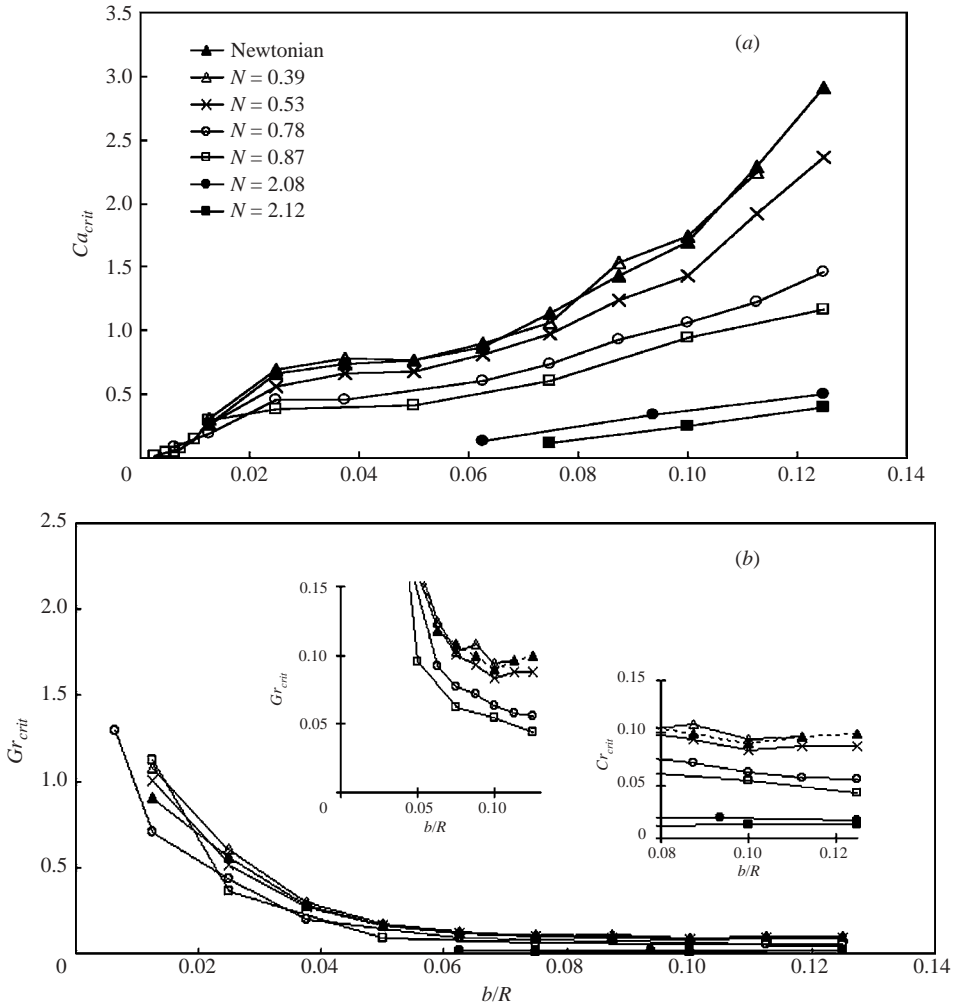 3.5
3.0
2.5
2.0
1.5
1.0
0.5
0
0.02
0.04
0.06
0.08
0.10
0.12
0.14
Ca_crit
(a)
Newtonian
N = 0.39
N = 0.53
N = 0.78
N = 0.87
N = 2.08
N = 2.12
2.5
2.0
1.5
1.0
0.5
0
0.02
0.04
0.06
0.08
0.10
0.12
0.14
Gr_crit
b/R
(b)
0.15
0.10
0.05
0
0.05
0.10
Gr_crit
b/R
0.15
0.10
0.05
0
0.08
0.10
0.12
Cr_crit
b/R